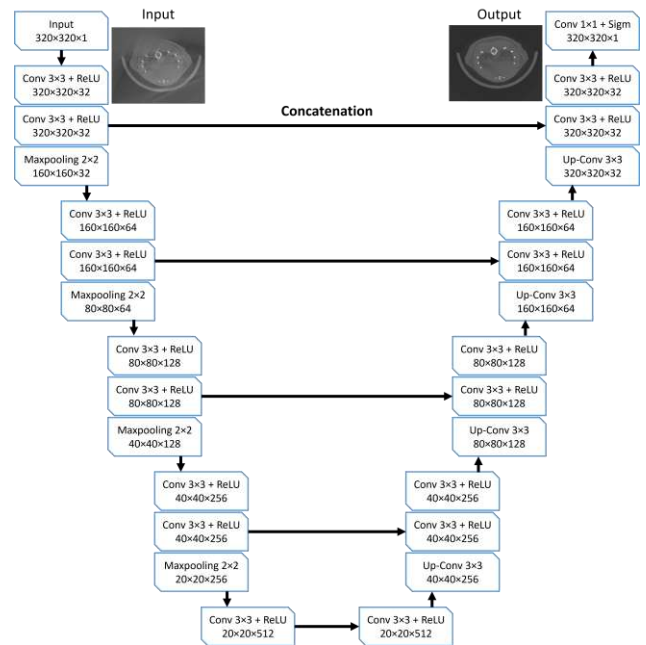 Input
Output
Input
320×320×1
Conv 3×3 + ReLU
320×320×32
Conv 3×3 + ReLU
320×320×32
Maxpooling 2×2
160×160×32
Conv 3×3 + ReLU
160×160×64
Conv 3×3 + ReLU
160×160×64
Maxpooling 2×2
80×80×64
Conv 3×3 + ReLU
80×80×128
Conv 3×3 + ReLU
80×80×128
Maxpooling 2×2
40×40×128
Conv 3×3 + ReLU
40×40×256
Conv 3×3 + ReLU
40×40×256
Maxpooling 2×2
20×20×256
Conv 3×3 + ReLU
20×20×512
Concatenation
Conv 1×1 + Sigm
320×320×1
Conv 3×3 + ReLU
320×320×32
Conv 3×3 + ReLU
320×320×32
Up-Conv 3×3
320×320×32
Conv 3×3 + ReLU
160×160×64
Conv 3×3 + ReLU
160×160×64
Up-Conv 3×3
160×160×64
Conv 3×3 + ReLU
80×80×128
Conv 3×3 + ReLU
80×80×128
Up-Conv 3×3
80×80×128
Conv 3×3 + ReLU
40×40×256
Conv 3×3 + ReLU
40×40×256
Up-Conv 3×3
40×40×256
Conv 3×3 + ReLU
20×20×512